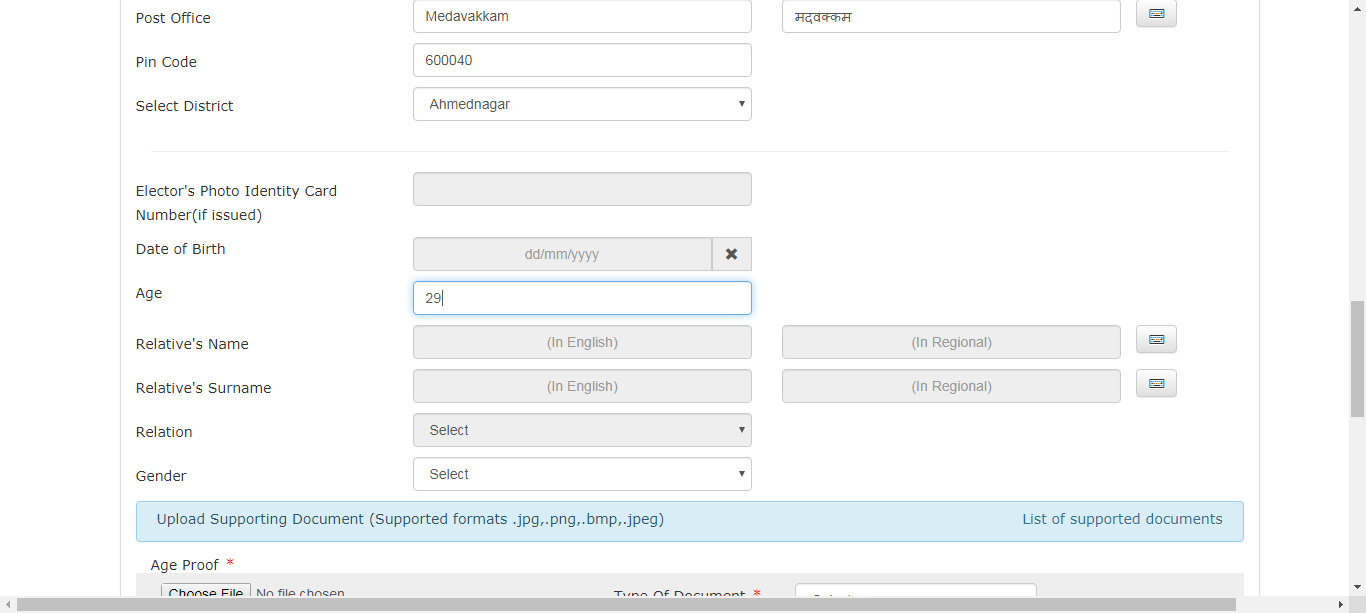 Post Office Medavakkam मदवक्कम
Pin Code 600040
Select District Ahmednagar
Elector's Photo Identity Card
Number(if issued)
Date of Birth dd/mm/yyyy
Age 29
Relative's Name (In English) (In Regional)
Relative's Surname (In English) (In Regional)
Relation Select
Gender Select
Upload Supporting Document (Supported formats .jpg,.png,.bmp,.jpeg) List of supported documents
Age Proof *
Choose File No file chosen Type Of Document *